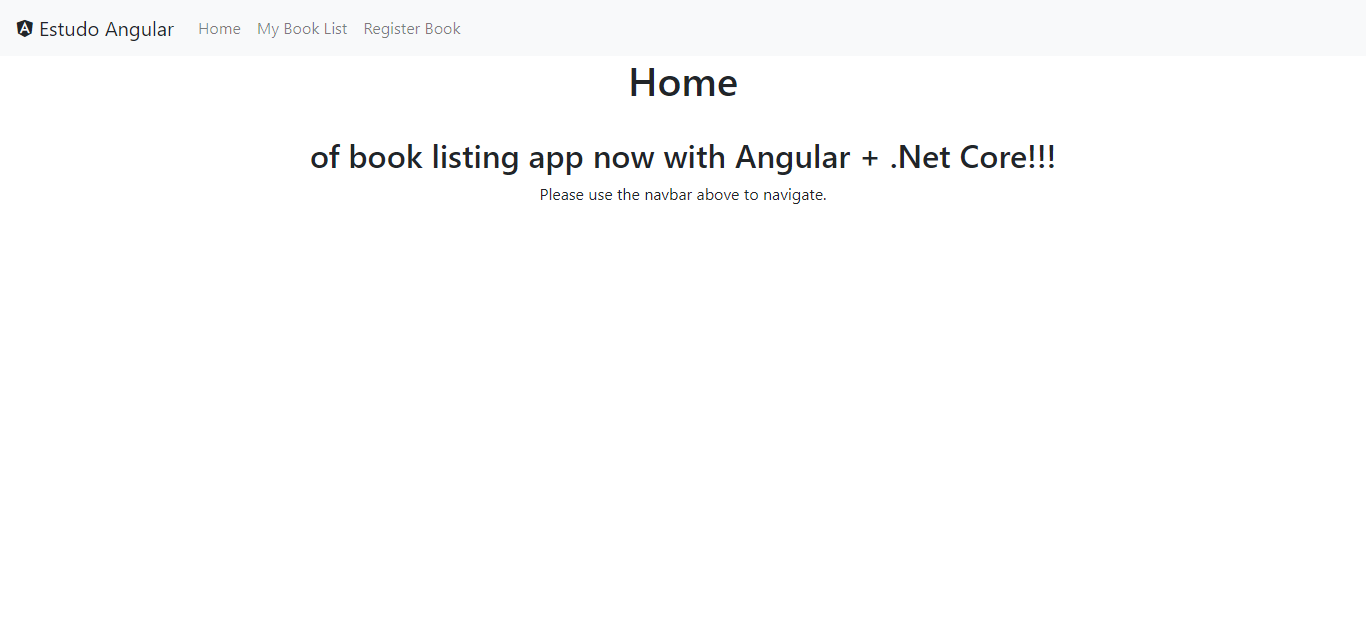 Estudo Angular Home My Book List Register Book
Home
of book listing app now with Angular + .Net Core!!!
Please use the navbar above to navigate.